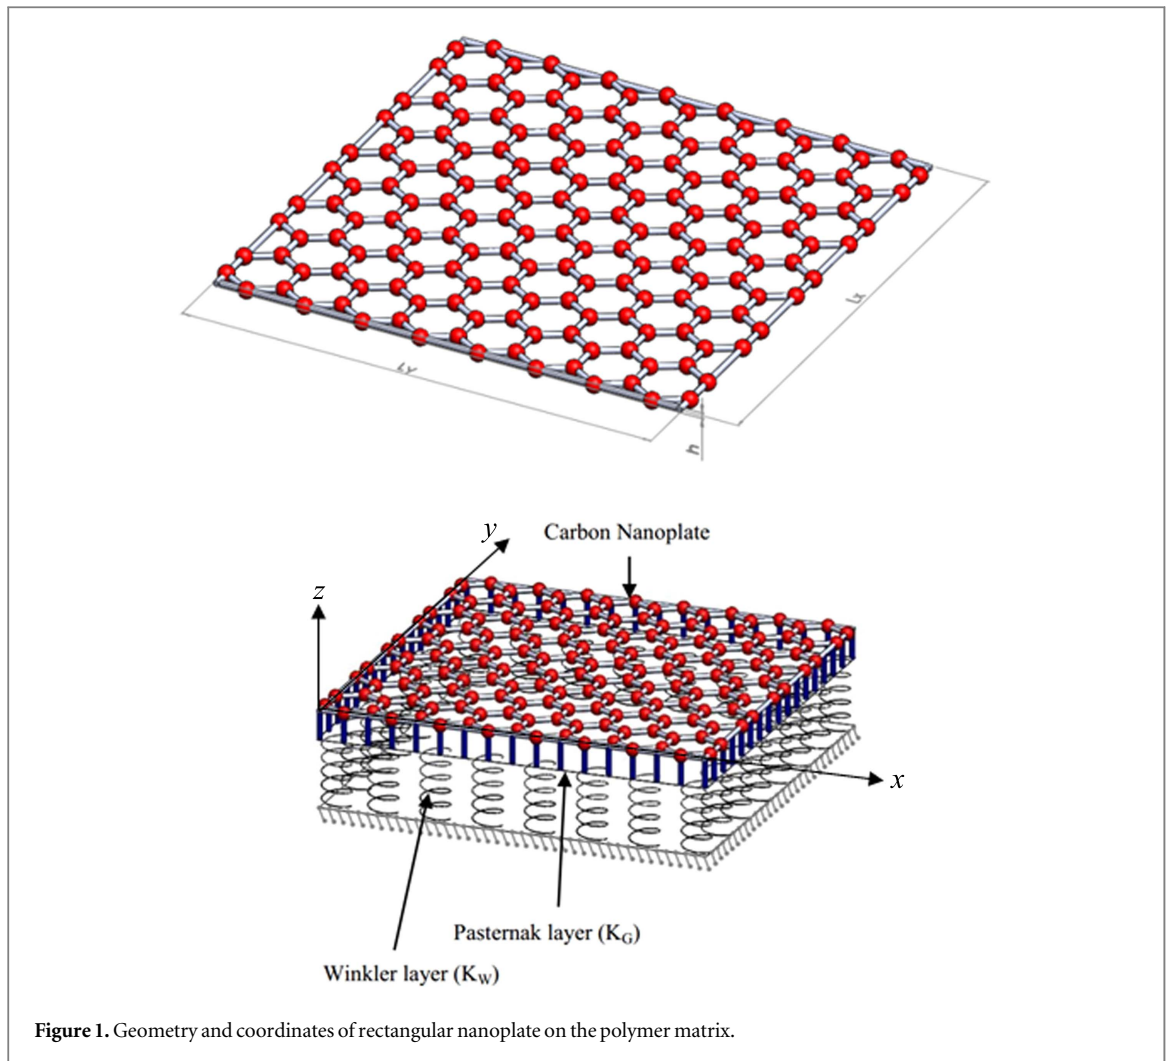 Lx
Ly
h
y
Carbon Nanoplate
z
x
Pasternak layer (K_G)
Winkler layer (K_W)
Figure 1. Geometry and coordinates of rectangular nanoplate on the polymer matrix.